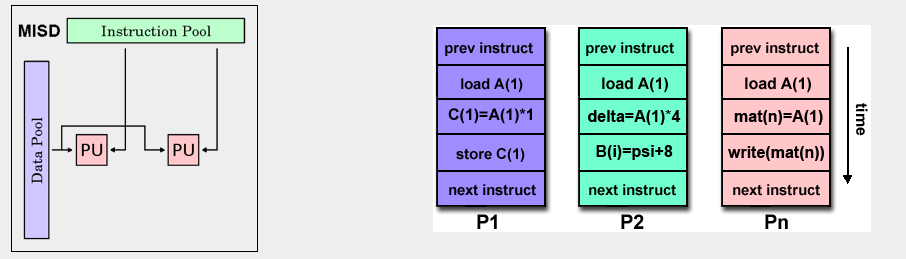 MISD
Instruction Pool
Data Pool
PU
PU
prev instruct
load A(1)
C(1)=A(1)*1
store C(1)
next instruct
P1
prev instruct
load A(1)
delta=A(1)*4
B(i)=psi+8
next instruct
P2
prev instruct
load A(1)
mat(n)=A(1)
write(mat(n))
next instruct
Pn
time